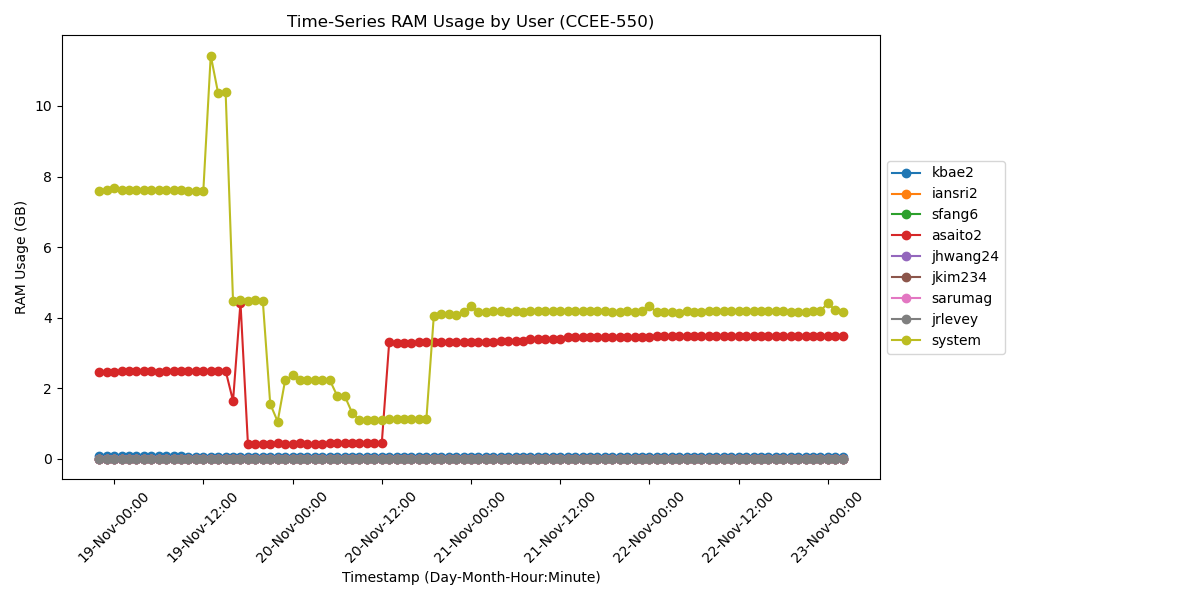 Time-Series RAM Usage by User (CCEE-550)
RAM Usage (GB)
10
8
6
4
2
0
19-Nov-00:00
19-Nov-12:00
20-Nov-00:00
20-Nov-12:00
21-Nov-00:00
21-Nov-12:00
22-Nov-00:00
22-Nov-12:00
23-Nov-00:00
Timestamp (Day-Month-Hour:Minute)
kbae2
iansri2
sfang6
asaito2
jhwang24
jkim234
sarumag
jrlevey
system